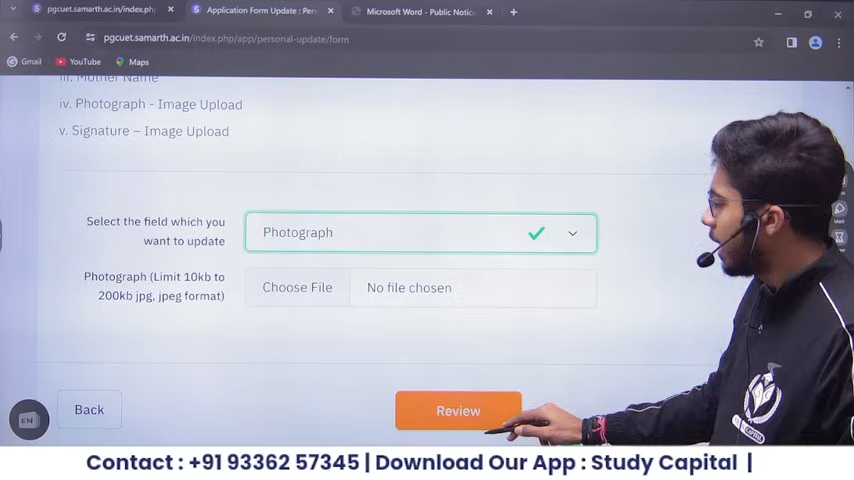 pgcuet.samarth.ac.in/index.php
Application Form Update : Pers
Microsoft Word - Public Notice
pgcuet.samarth.ac.in/index.php/app/personal-update/form
Gmail
YouTube
Maps
iii. Mother Name
iv. Photograph - Image Upload
v. Signature – Image Upload
Select the field which you
want to update
Photograph
Photograph (Limit 10kb to
200kb jpg, jpeg format)
Choose File
No file chosen
Back
Review
EN
Contact : +91 93362 57345 | Download Our App : Study Capital |